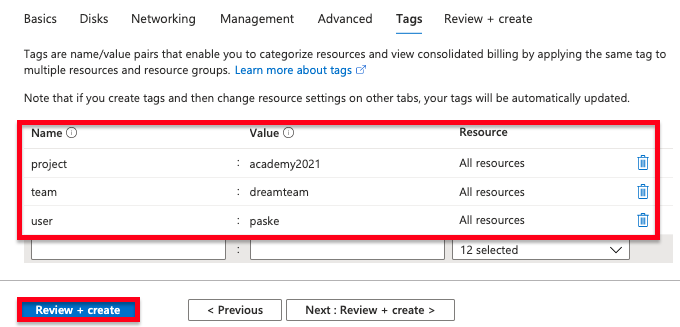 Basics Disks Networking Management Advanced Tags Review + create
Tags are name/value pairs that enable you to categorize resources and view consolidated billing by applying the same tag to
multiple resources and resource groups. Learn more about tags
Note that if you create tags and then change resource settings on other tabs, your tags will be automatically updated.
Name Value Resource
project : academy2021 All resources
team : dreamteam All resources
user : paske All resources
: 12 selected
Review + create < Previous Next : Review + create >